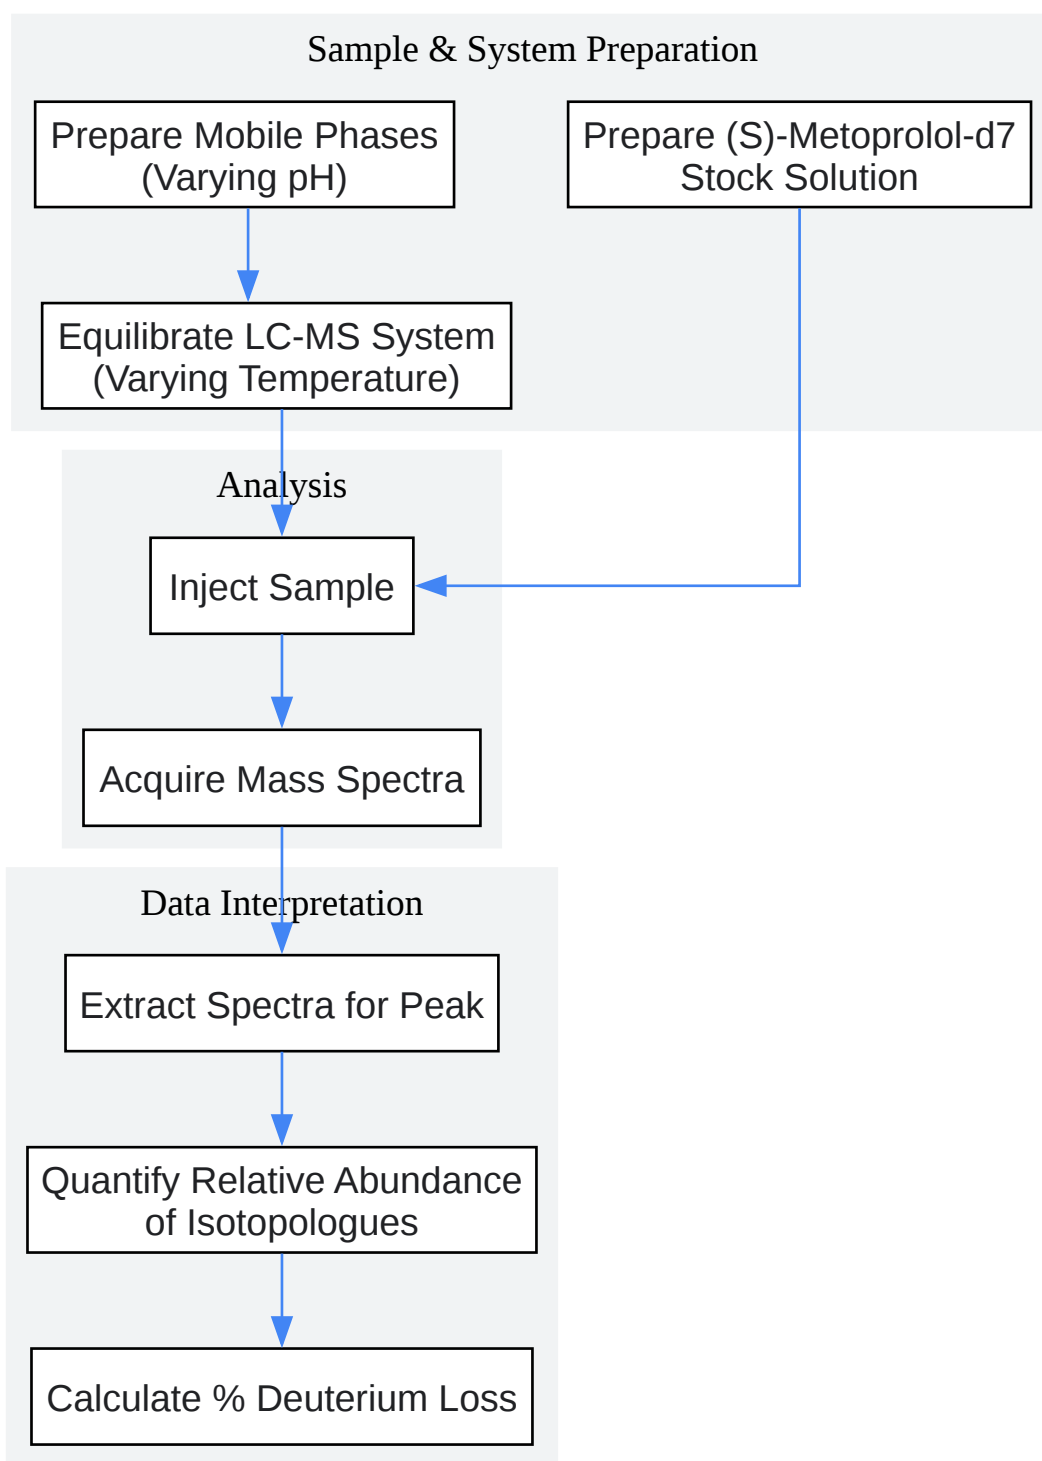 Sample & System Preparation
Prepare Mobile Phases
(Varying pH)
Prepare (S)-Metoprolol-d7
Stock Solution
Equilibrate LC-MS System
(Varying Temperature)
Analysis
Inject Sample
Acquire Mass Spectra
Data Interpretation
Extract Spectra for Peak
Quantify Relative Abundance
of Isotopologues
Calculate % Deuterium Loss